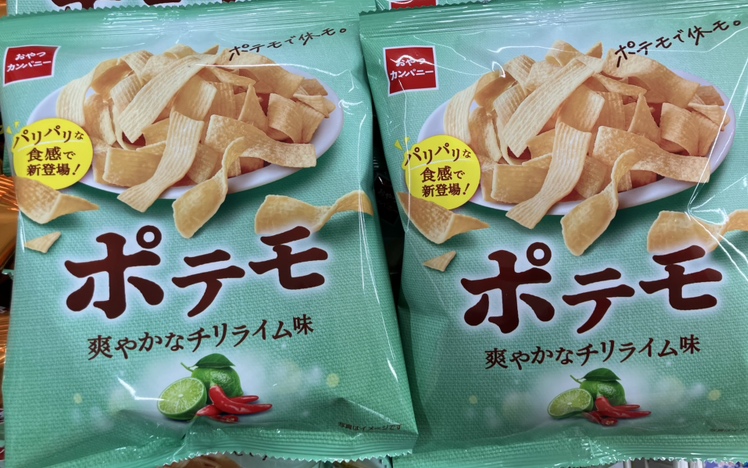 おやつ
カンパニー
ポテモで休モ。
パリパリな
食感で
新登場!
ポテモ
爽やかなチリライム味
おやつ
カンパニー
ポテモで休モ。
パリパリな
食感で
新登場!
ポテモ
爽やかなチリライム味